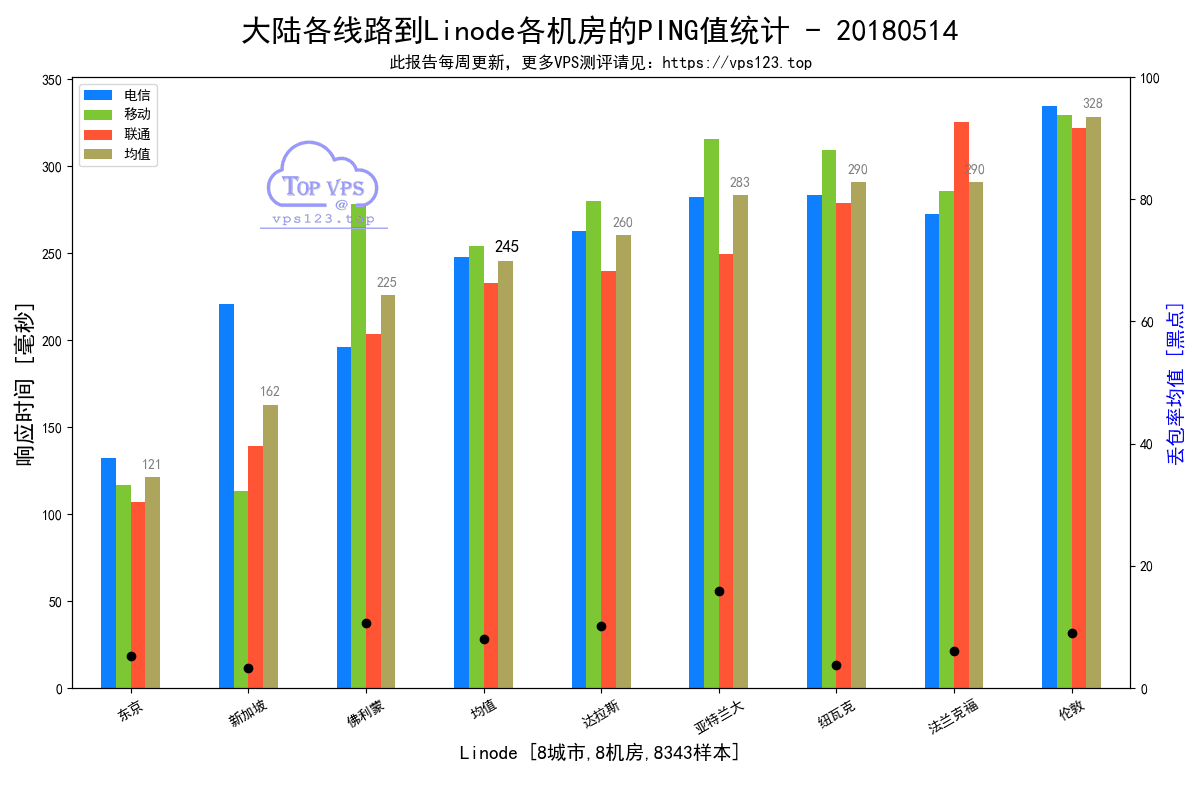 大陆各线路到Linode各机房的PING值统计 - 20180514
此报告每周更新，更多VPS测评请见：https://vps123.top
电信
移动
联通
均值
TOP VPS
@
vps123.top
350
300
250
200
150
100
50
0
响应时间 [毫秒]
121
162
225
245
260
283
290
290
328
100
80
60
40
20
0
丢包率均值 [黑点]
东京
新加坡
佛利蒙
均值
达拉斯
亚特兰大
纽瓦克
法兰克福
伦敦
Linode [8城市,8机房,8343样本]